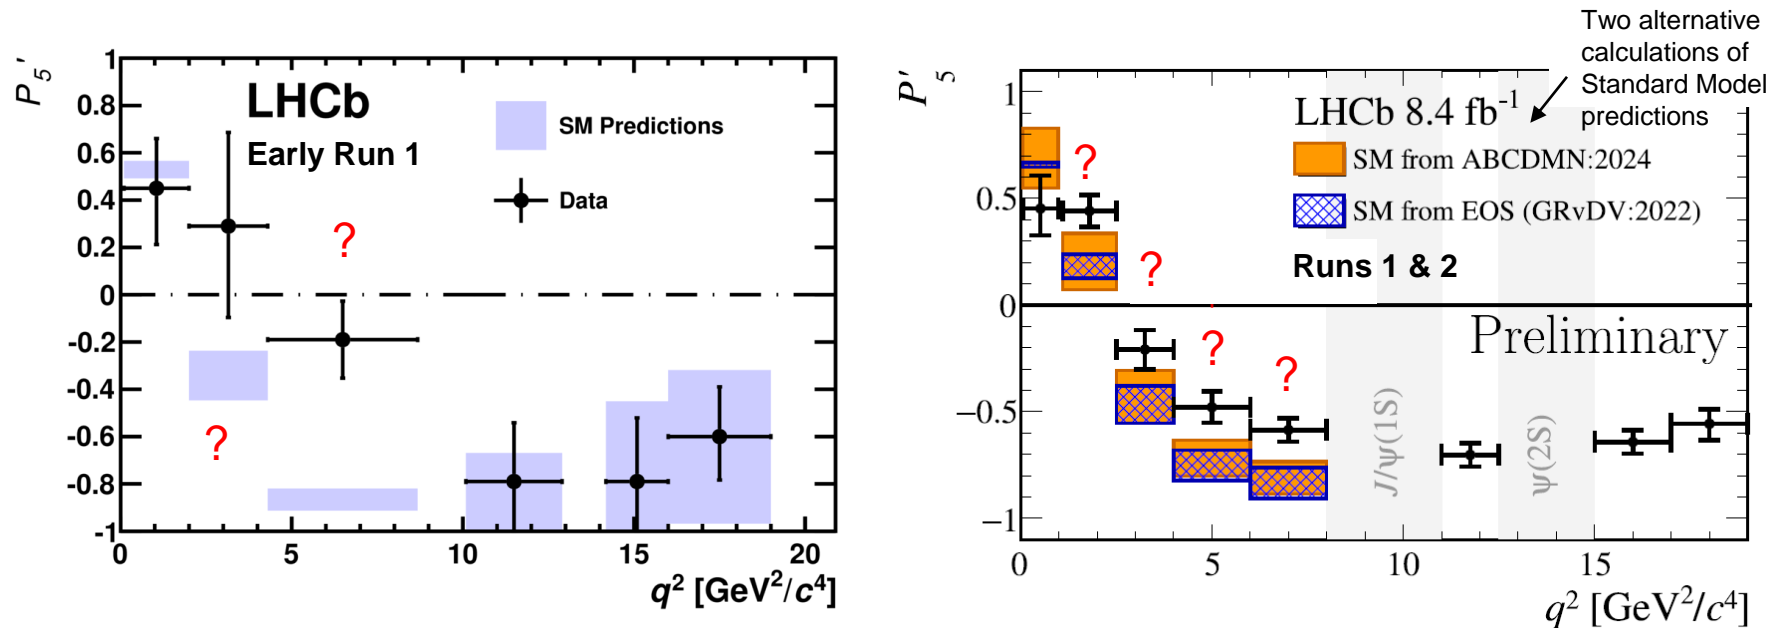 P₅'
LHCb
Early Run 1
SM Predictions
Data
?
?
1
0.8
0.6
0.4
0.2
0
-0.2
-0.4
-0.6
-0.8
-1
0 5 10 15 20
q² [GeV²/c⁴]
Two alternative
calculations of
Standard Model
predictions
P₅'
LHCb 8.4 fb⁻¹
SM from ABCDMN:2024
SM from EOS (GRvDV:2022)
Runs 1 & 2
Preliminary
?
?
?
?
J/ψ(1S)
ψ(2S)
1
0.5
0
−0.5
−1
0 5 10 15
q² [GeV²/c⁴]